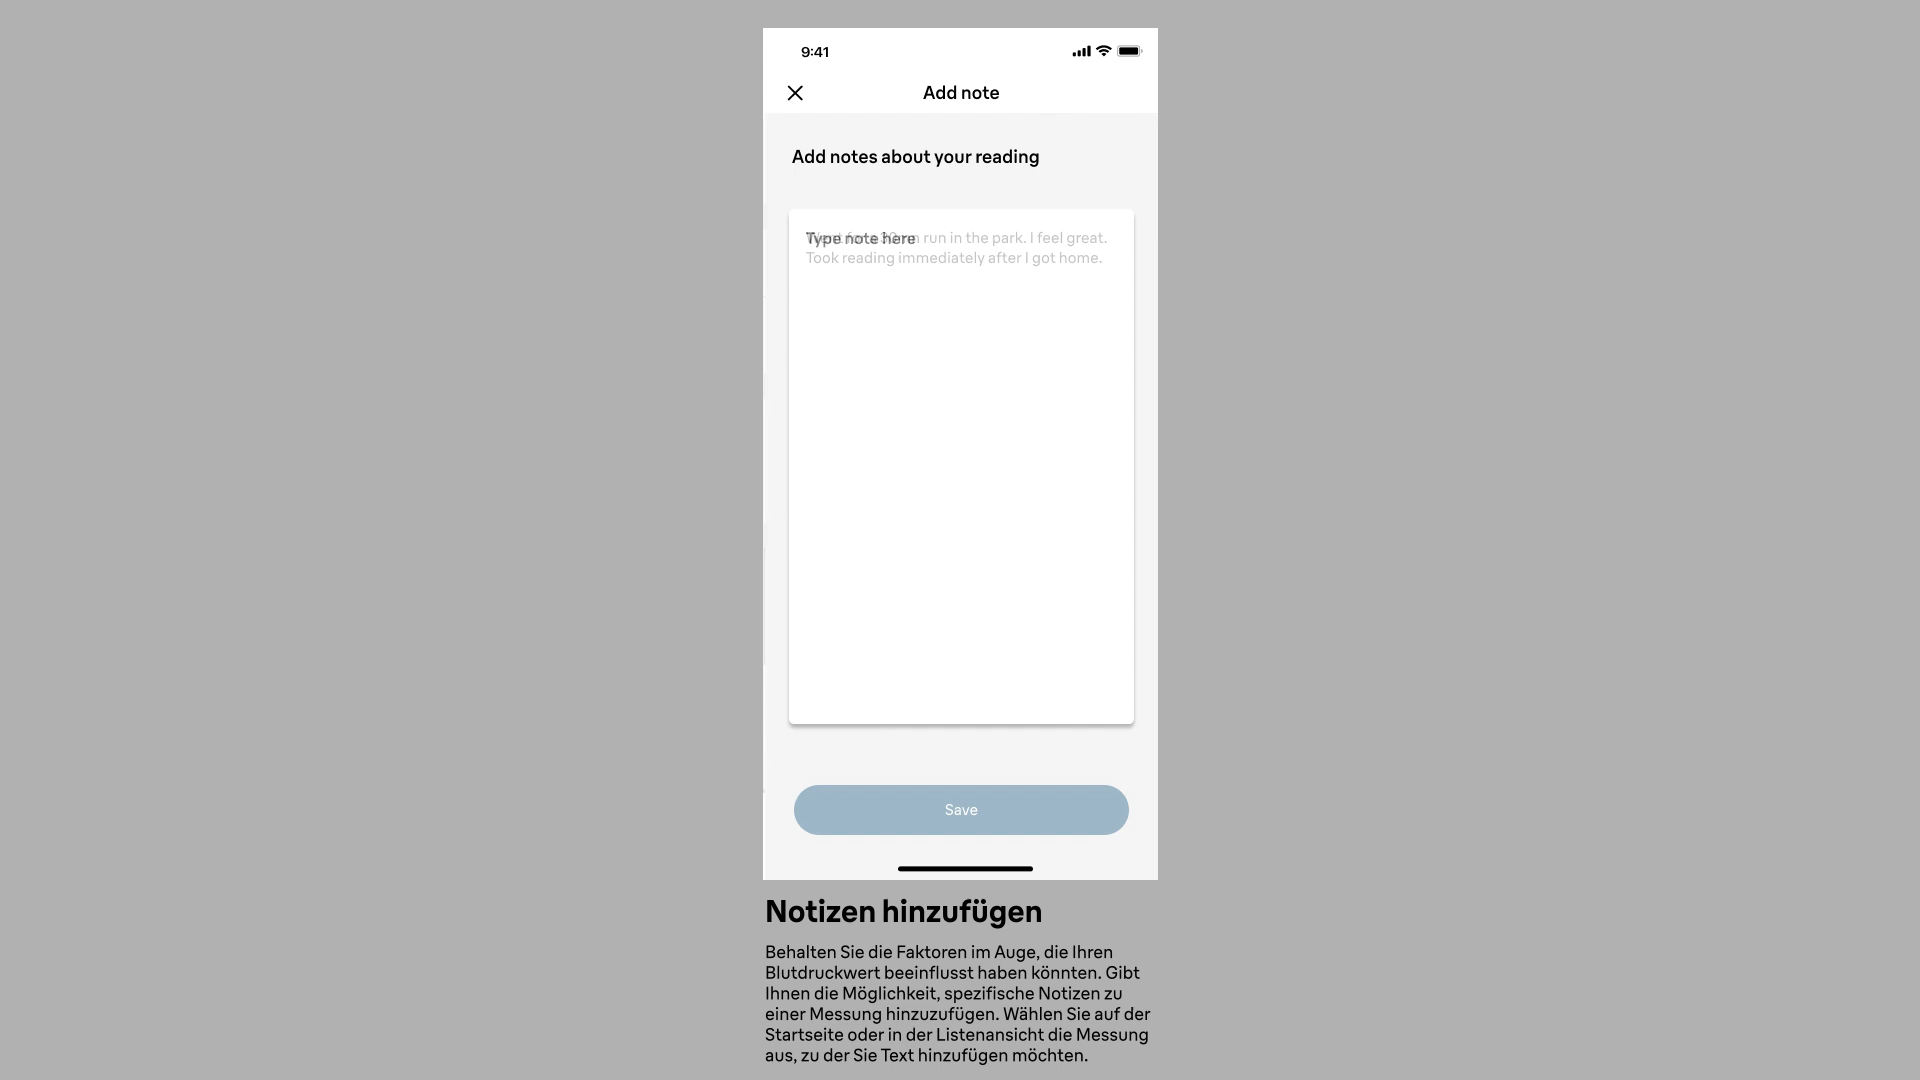 9:41
Add note
Add notes about your reading
Type note here
run in the park. I feel great.
Took reading immediately after I got home.
Save
Notizen hinzufügen
Behalten Sie die Faktoren im Auge, die Ihren
Blutdruckwert beeinflusst haben könnten. Gibt
Ihnen die Möglichkeit, spezifische Notizen zu
einer Messung hinzuzufügen. Wählen Sie auf der
Startseite oder in der Listenansicht die Messung
aus, zu der Sie Text hinzufügen möchten.